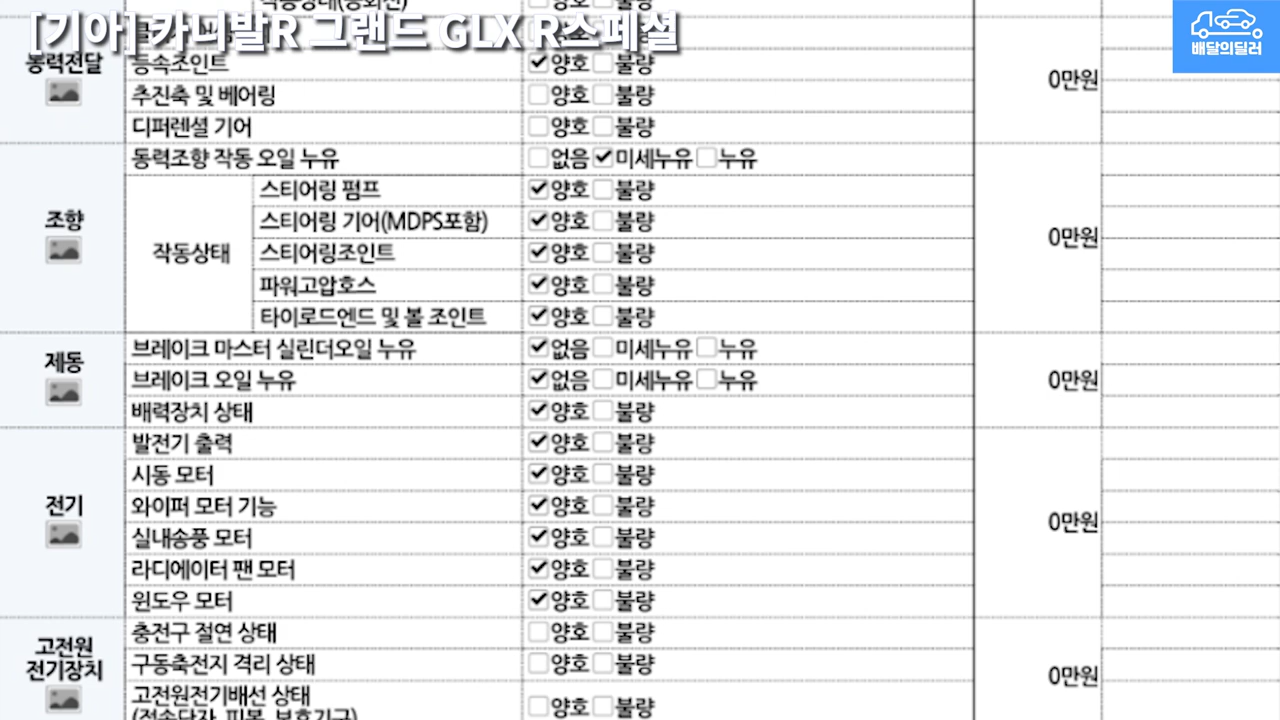 [기아] 카니발R 그랜드 GLX R스페셜
배달의딜러
동력전달
등속조인트 ✔양호 □불량
추진축 및 베어링 □양호 □불량
디퍼렌셜 기어 □양호 □불량
0만원
조향
동력조향 작동 오일 누유 □없음 ✔미세누유 □누유
작동상태
스티어링 펌프 ✔양호 □불량
스티어링 기어(MDPS포함) ✔양호 □불량
스티어링조인트 ✔양호 □불량
파워고압호스 ✔양호 □불량
타이로드엔드 및 볼 조인트 ✔양호 □불량
0만원
제동
브레이크 마스터 실린더오일 누유 ✔없음 □미세누유 □누유
브레이크 오일 누유 ✔없음 □미세누유 □누유
배력장치 상태 ✔양호 □불량
0만원
전기
발전기 출력 ✔양호 □불량
시동 모터 ✔양호 □불량
와이퍼 모터 기능 ✔양호 □불량
실내송풍 모터 ✔양호 □불량
라디에이터 팬 모터 ✔양호 □불량
윈도우 모터 ✔양호 □불량
0만원
고전원
전기장치
충전구 절연 상태 □양호 □불량
구동축전지 격리 상태 □양호 □불량
고전원전기배선 상태 □양호 □불량
(접속단자, 피복, 보호기구)
0만원